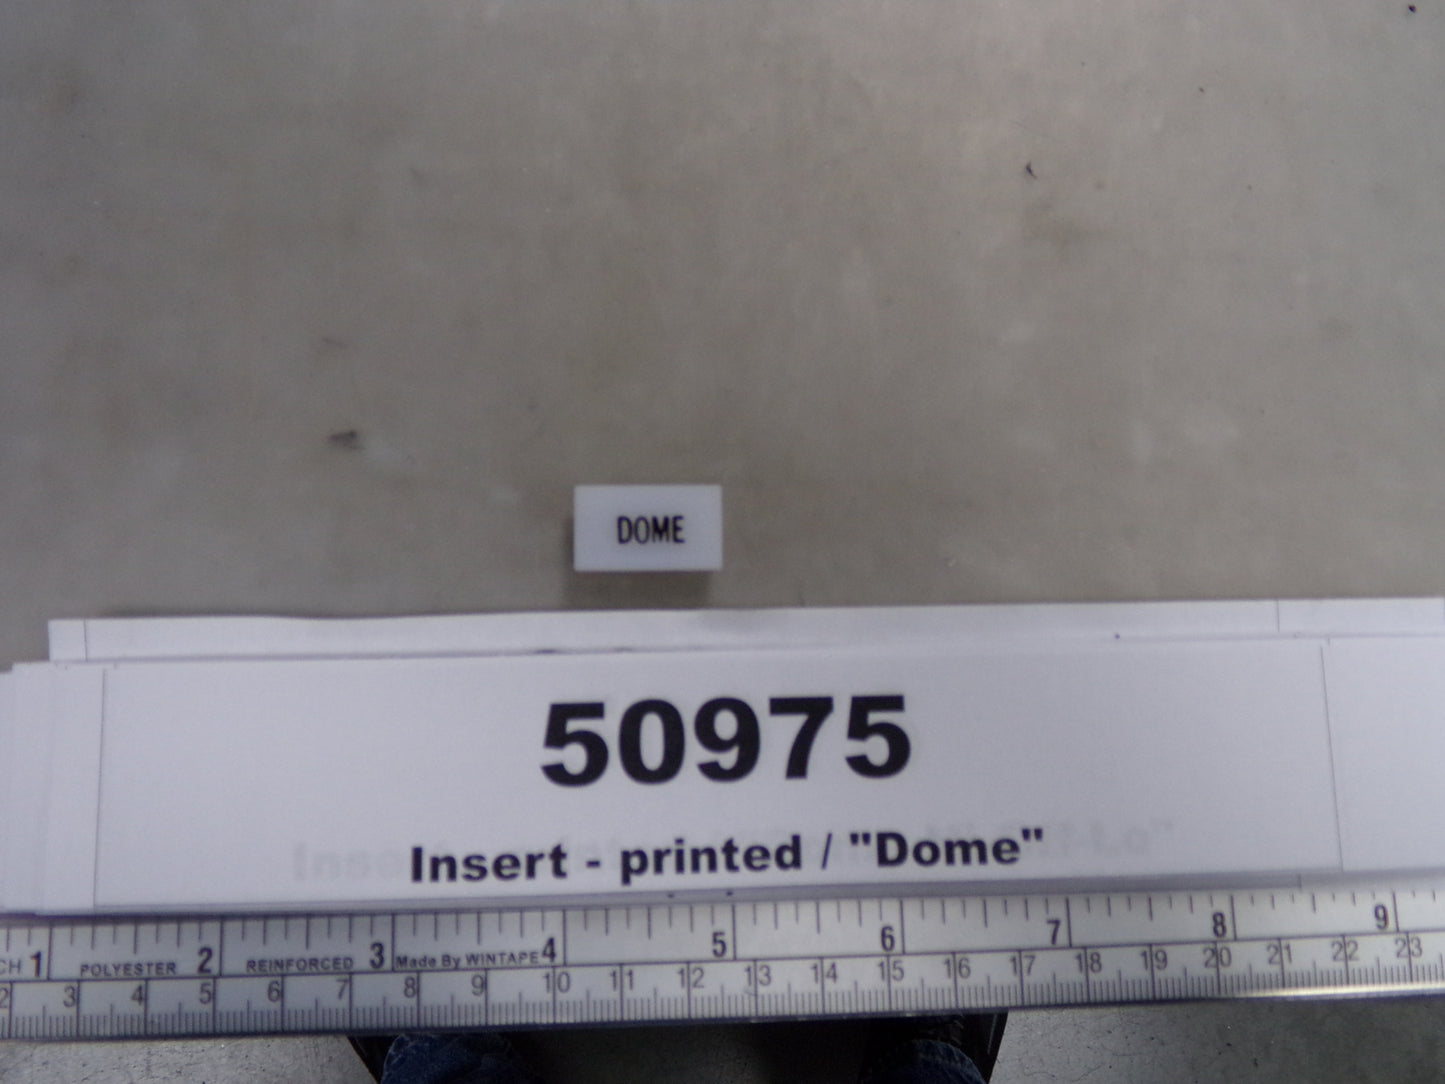 DOME
50975
Insert - printed / "Dome"
CH 1 POLYESTER 2 REINFORCED 3 Made By WINTAPE 4 5 6 7 8 9
2 3 4 5 6 7 8 9 10 11 12 13 14 15 16 17 18 19 20 21 22 23